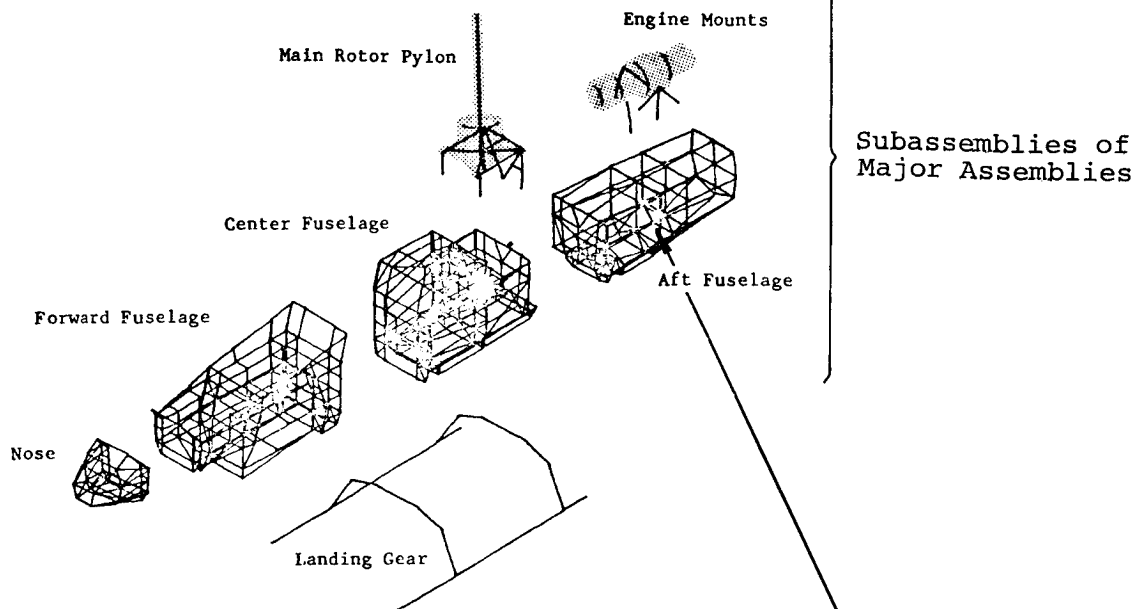 Engine Mounts
Main Rotor Pylon
Subassemblies of
Major Assemblies
Center Fuselage
Aft Fuselage
Forward Fuselage
Nose
Landing Gear